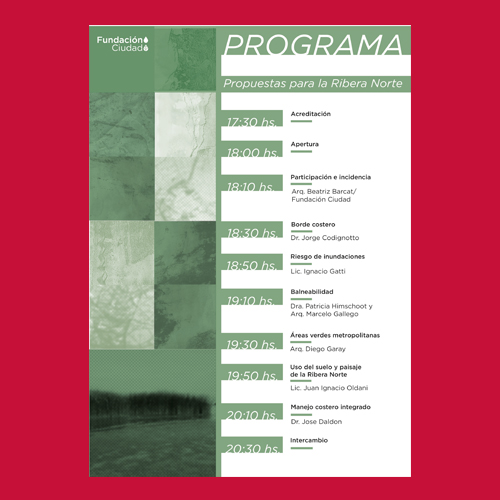 Fundación
Ciudad
PROGRAMA
Propuestas para la Ribera Norte
17:30 hs.
Acreditación
18:00 hs.
Apertura
18:10 hs.
Participación e incidencia
Arq. Beatriz Barcat/
Fundación Ciudad
18:30 hs.
Borde costero
Dr. Jorge Codignotto
18:50 hs.
Riesgo de inundaciones
Lic. Ignacio Gatti
19:10 hs.
Balneabilidad
Dra. Patricia Himschoot y
Arq. Marcelo Gallego
19:30 hs.
Áreas verdes metropolitanas
Arq. Diego Garay
19:50 hs.
Uso del suelo y paisaje
de la Ribera Norte
Lic. Juan Ignacio Oldani
20:10 hs.
Manejo costero integrado
Dr. Jose Daldon
20:30 hs.
Intercambio